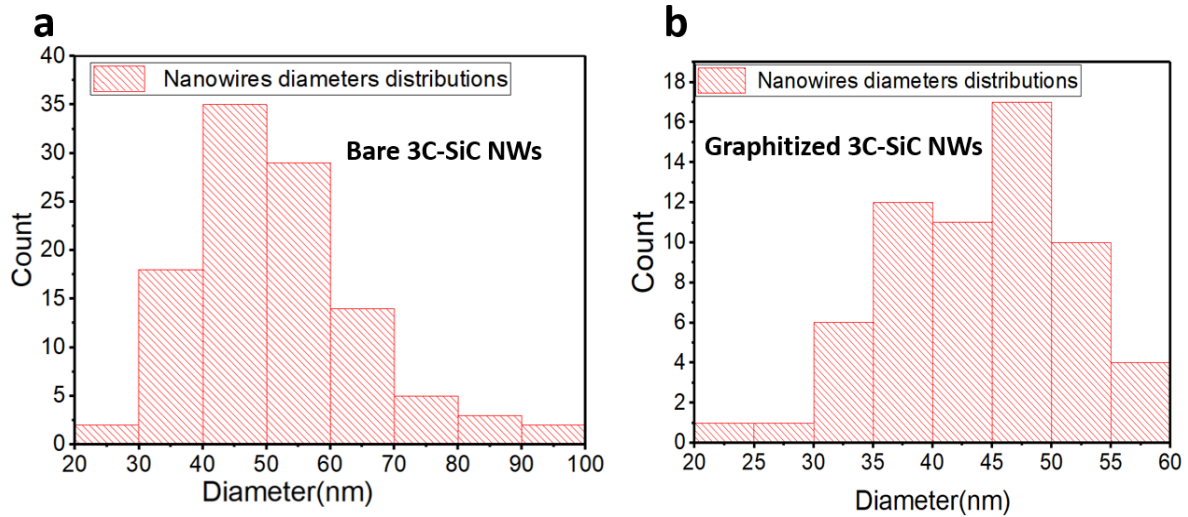 a
40
35
30
25
20
15
10
5
0
Count
Nanowires diameters distributions
Bare 3C-SiC NWs
20 30 40 50 60 70 80 90 100
Diameter(nm)
b
18
16
14
12
10
8
6
4
2
0
Count
Nanowires diameters distributions
Graphitized 3C-SiC NWs
20 25 30 35 40 45 50 55 60
Diameter(nm)